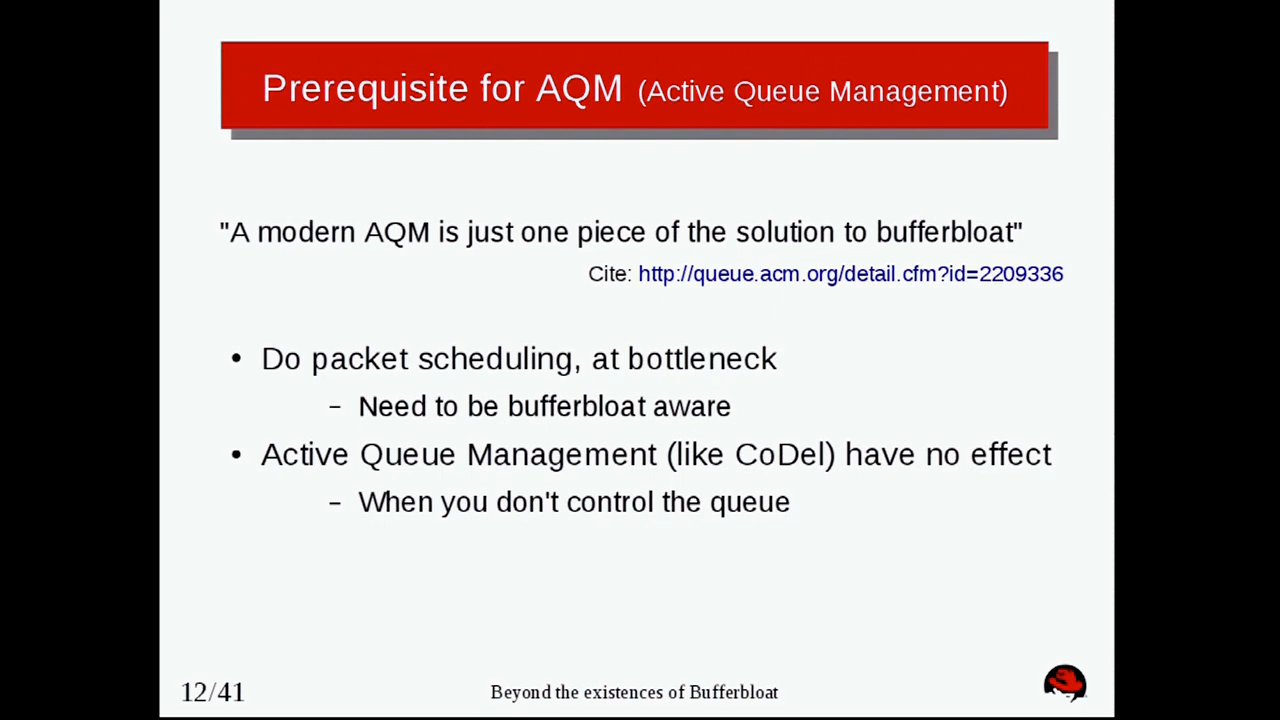 Prerequisite for AQM (Active Queue Management)
"A modern AQM is just one piece of the solution to bufferbloat"
Cite: http://queue.acm.org/detail.cfm?id=2209336
• Do packet scheduling, at bottleneck
– Need to be bufferbloat aware
• Active Queue Management (like CoDel) have no effect
– When you don't control the queue
12/41
Beyond the existences of Bufferbloat